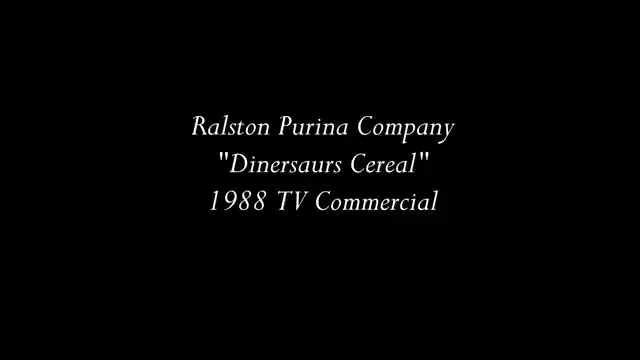 Ralston Purina Company
"Dinersaurs Cereal"
1988 TV Commercial